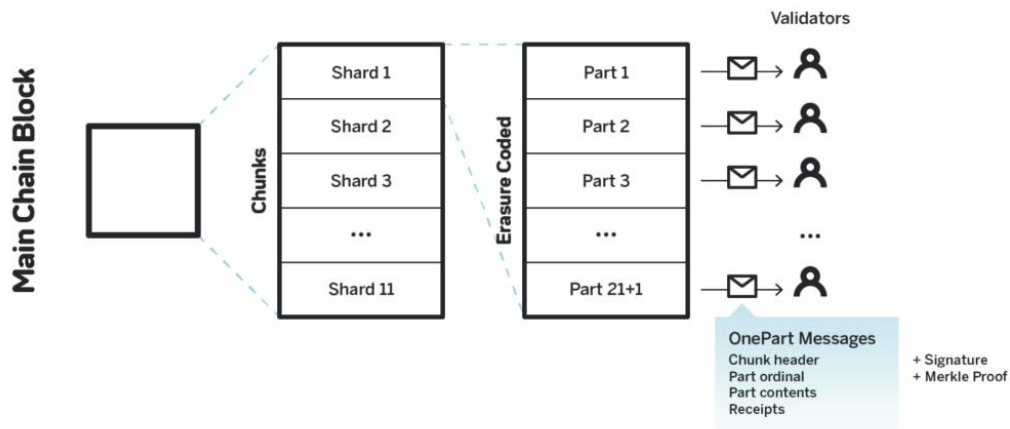 Main Chain Block
Chunks
Shard 1
Shard 2
Shard 3
...
Shard 11
Erasure Coded
Part 1
Part 2
Part 3
...
Part 21+1
Validators
...
OnePart Messages
Chunk header
Part ordinal
Part contents
Receipts
+ Signature
+ Merkle Proof